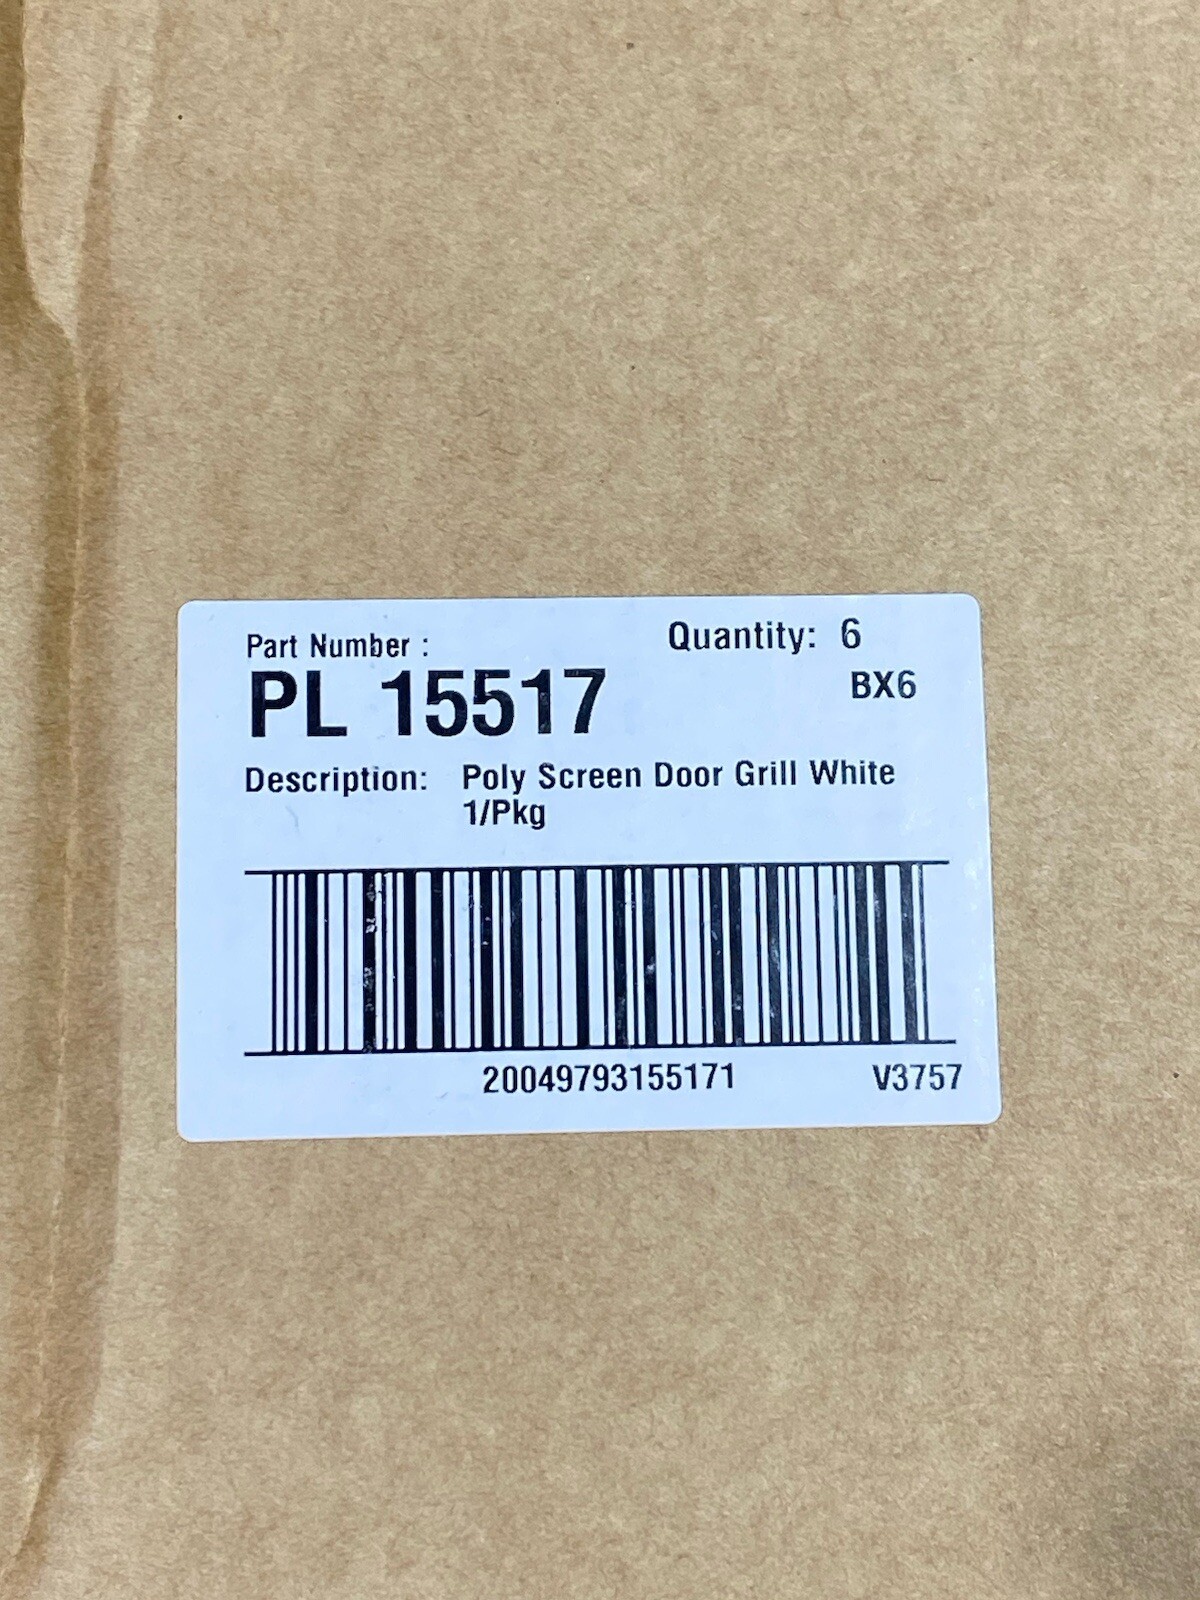 Part Number :
Quantity: 6
PL 15517
BX6
Description: Poly Screen Door Grill White
1/Pkg
20049793155171
V3757